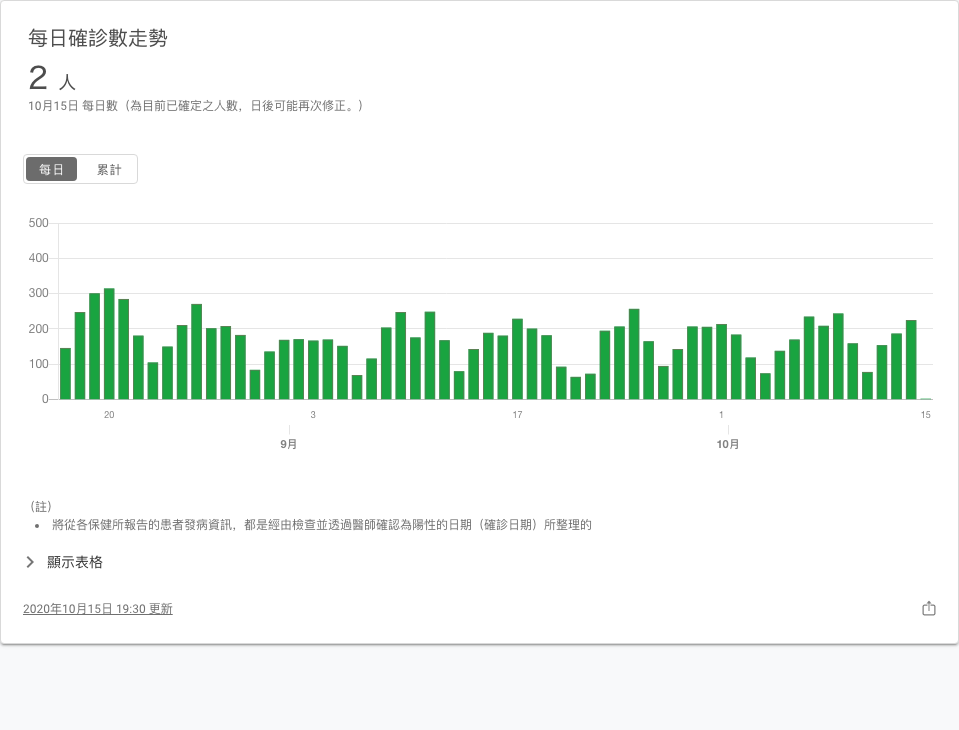 每日確診數走勢
2 人
10月15日 每日數（為目前已確定之人數，日後可能再次修正。）
每日 累計
500
400
300
200
100
0
20 3 17 1 15
9月 10月
（註）
• 將從各保健所報告的患者發病資訊，都是經由檢查並透過醫師確認為陽性的日期（確診日期）所整理的
顯示表格
2020年10月15日 19:30 更新